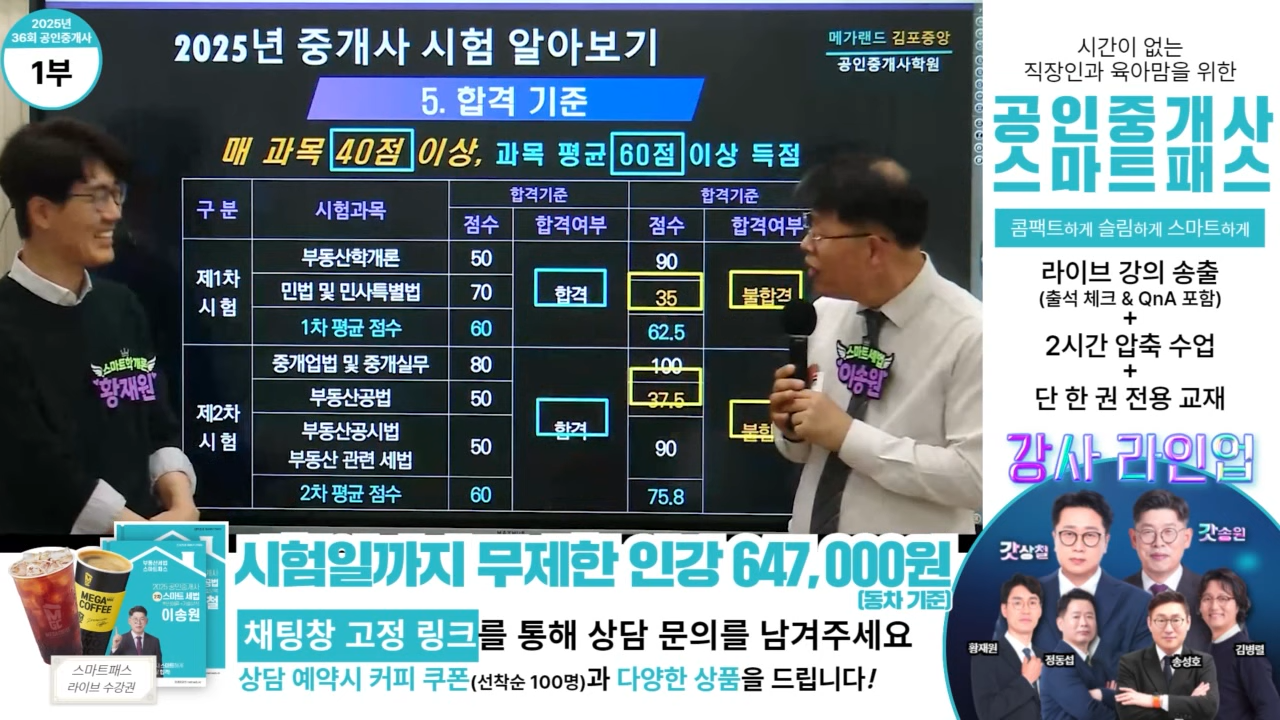 2025년
36회 공인중개사
1부
2025년 중개사 시험 알아보기
메가랜드 김포중앙
공인중개사학원
5. 합격 기준
매 과목 40점 이상, 과목 평균 60점 이상 득점
구 분 시험과목 합격기준 합격기준
점수 합격여부 점수 합격여부
제1차 시험 부동산학개론 50 합격 90 불합격
민법 및 민사특별법 70 35
1차 평균 점수 60 62.5
제2차 시험 중개업법 및 중개실무 80 합격 100
부동산공법 50 37.5
부동산공시법 50 90
부동산 관련 세법
2차 평균 점수 60 75.8
스마트학개론
"황재원"
스마트세법
"이송원"
시간이 없는
직장인과 육아맘을 위한
공인중개사
스마트패스
콤팩트하게 슬림하게 스마트하게
라이브 강의 송출
(출석 체크 & QnA 포함)
+
2시간 압축 수업
+
단 한 권 전용 교재
강사 라인업
갓상철
갓송원
황재원
정동섭
송성호
김병렬
MEGA
COFFEE
스마트 세법
이송원
스마트패스
라이브 수강권
시험일까지 무제한 인강 647,000원
(동차 기준)
채팅창 고정 링크를 통해 상담 문의를 남겨주세요
상담 예약시 커피 쿠폰(선착순 100명)과 다양한 상품을 드립니다!